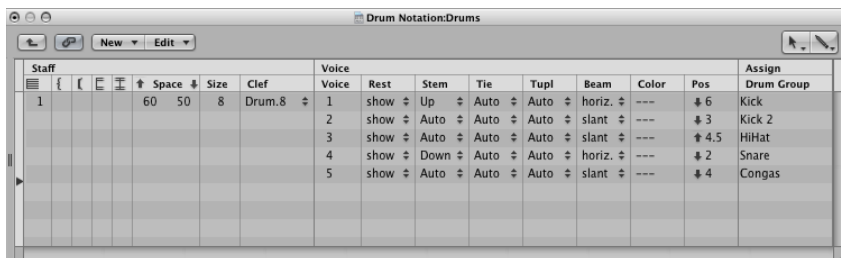 Drum Notation:Drums
New Edit
Staff Voice Assign
Space Size Clef Voice Rest Stem Tie Tupl Beam Color Pos Drum Group
1 60 50 8 Drum.8 1 show Up Auto Auto horiz. --- 6 Kick
2 show Auto Auto Auto slant --- 3 Kick 2
3 show Auto Auto Auto slant --- 4.5 HiHat
4 show Down Auto Auto horiz. --- 2 Snare
5 show Auto Auto Auto slant --- 4 Congas